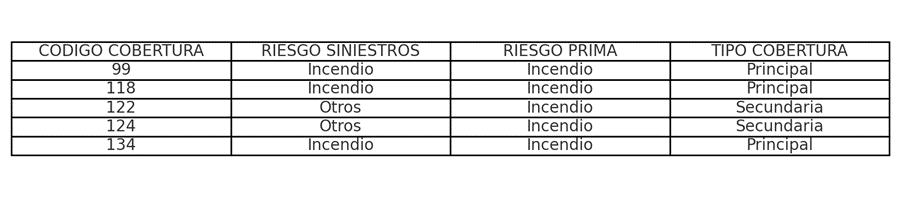 CODIGO COBERTURA RIESGO SINIESTROS RIESGO PRIMA TIPO COBERTURA
99 Incendio Incendio Principal
118 Incendio Incendio Principal
122 Otros Incendio Secundaria
124 Otros Incendio Secundaria
134 Incendio Incendio Principal